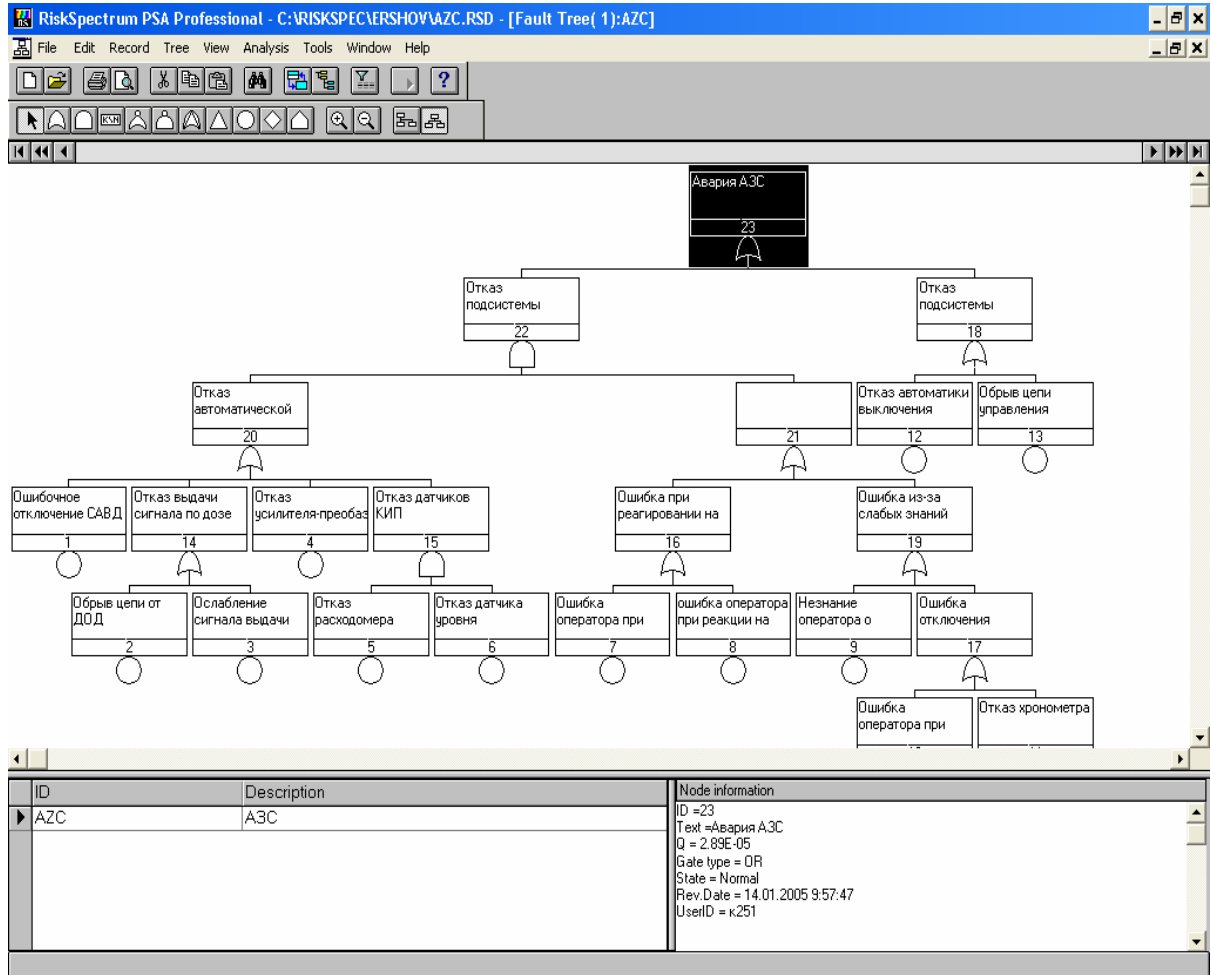 RiskSpectrum PSA Professional - C:\RISKSPEC\ERSHOV\AZC.RSD - [Fault Tree( 1):AZC]
File Edit Record Tree View Analysis Tools Window Help
K\N
Авария АЗС
23
Отказ
подсистемы
22
Отказ
подсистемы
18
Отказ
автоматической
20
21
Отказ автоматики
выключения
12
Обрыв цепи
управления
13
Ошибочное
отключение САВД
1
Отказ выдачи
сигнала по дозе
14
Отказ
усилителя-преобаз
4
Отказ датчиков
КИП
15
Ошибка при
реагировании на
16
Ошибка из-за
слабых знаний
19
Обрыв цепи от
ДОД
2
Ослабление
сигнала выдачи
3
Отказ
расходомера
5
Отказ датчика
уровня
6
Ошибка
оператора при
7
ошибка оператора
при реакции на
8
Незнание
оператора о
9
Ошибка
отключения
17
Ошибка
оператора при
Отказ хронометра
ID Description
AZC АЗС
Node information
ID =23
Text =Авария АЗС
Q = 2.89E-05
Gate type = OR
State = Normal
Rev.Date = 14.01.2005 9:57:47
UserID = к251